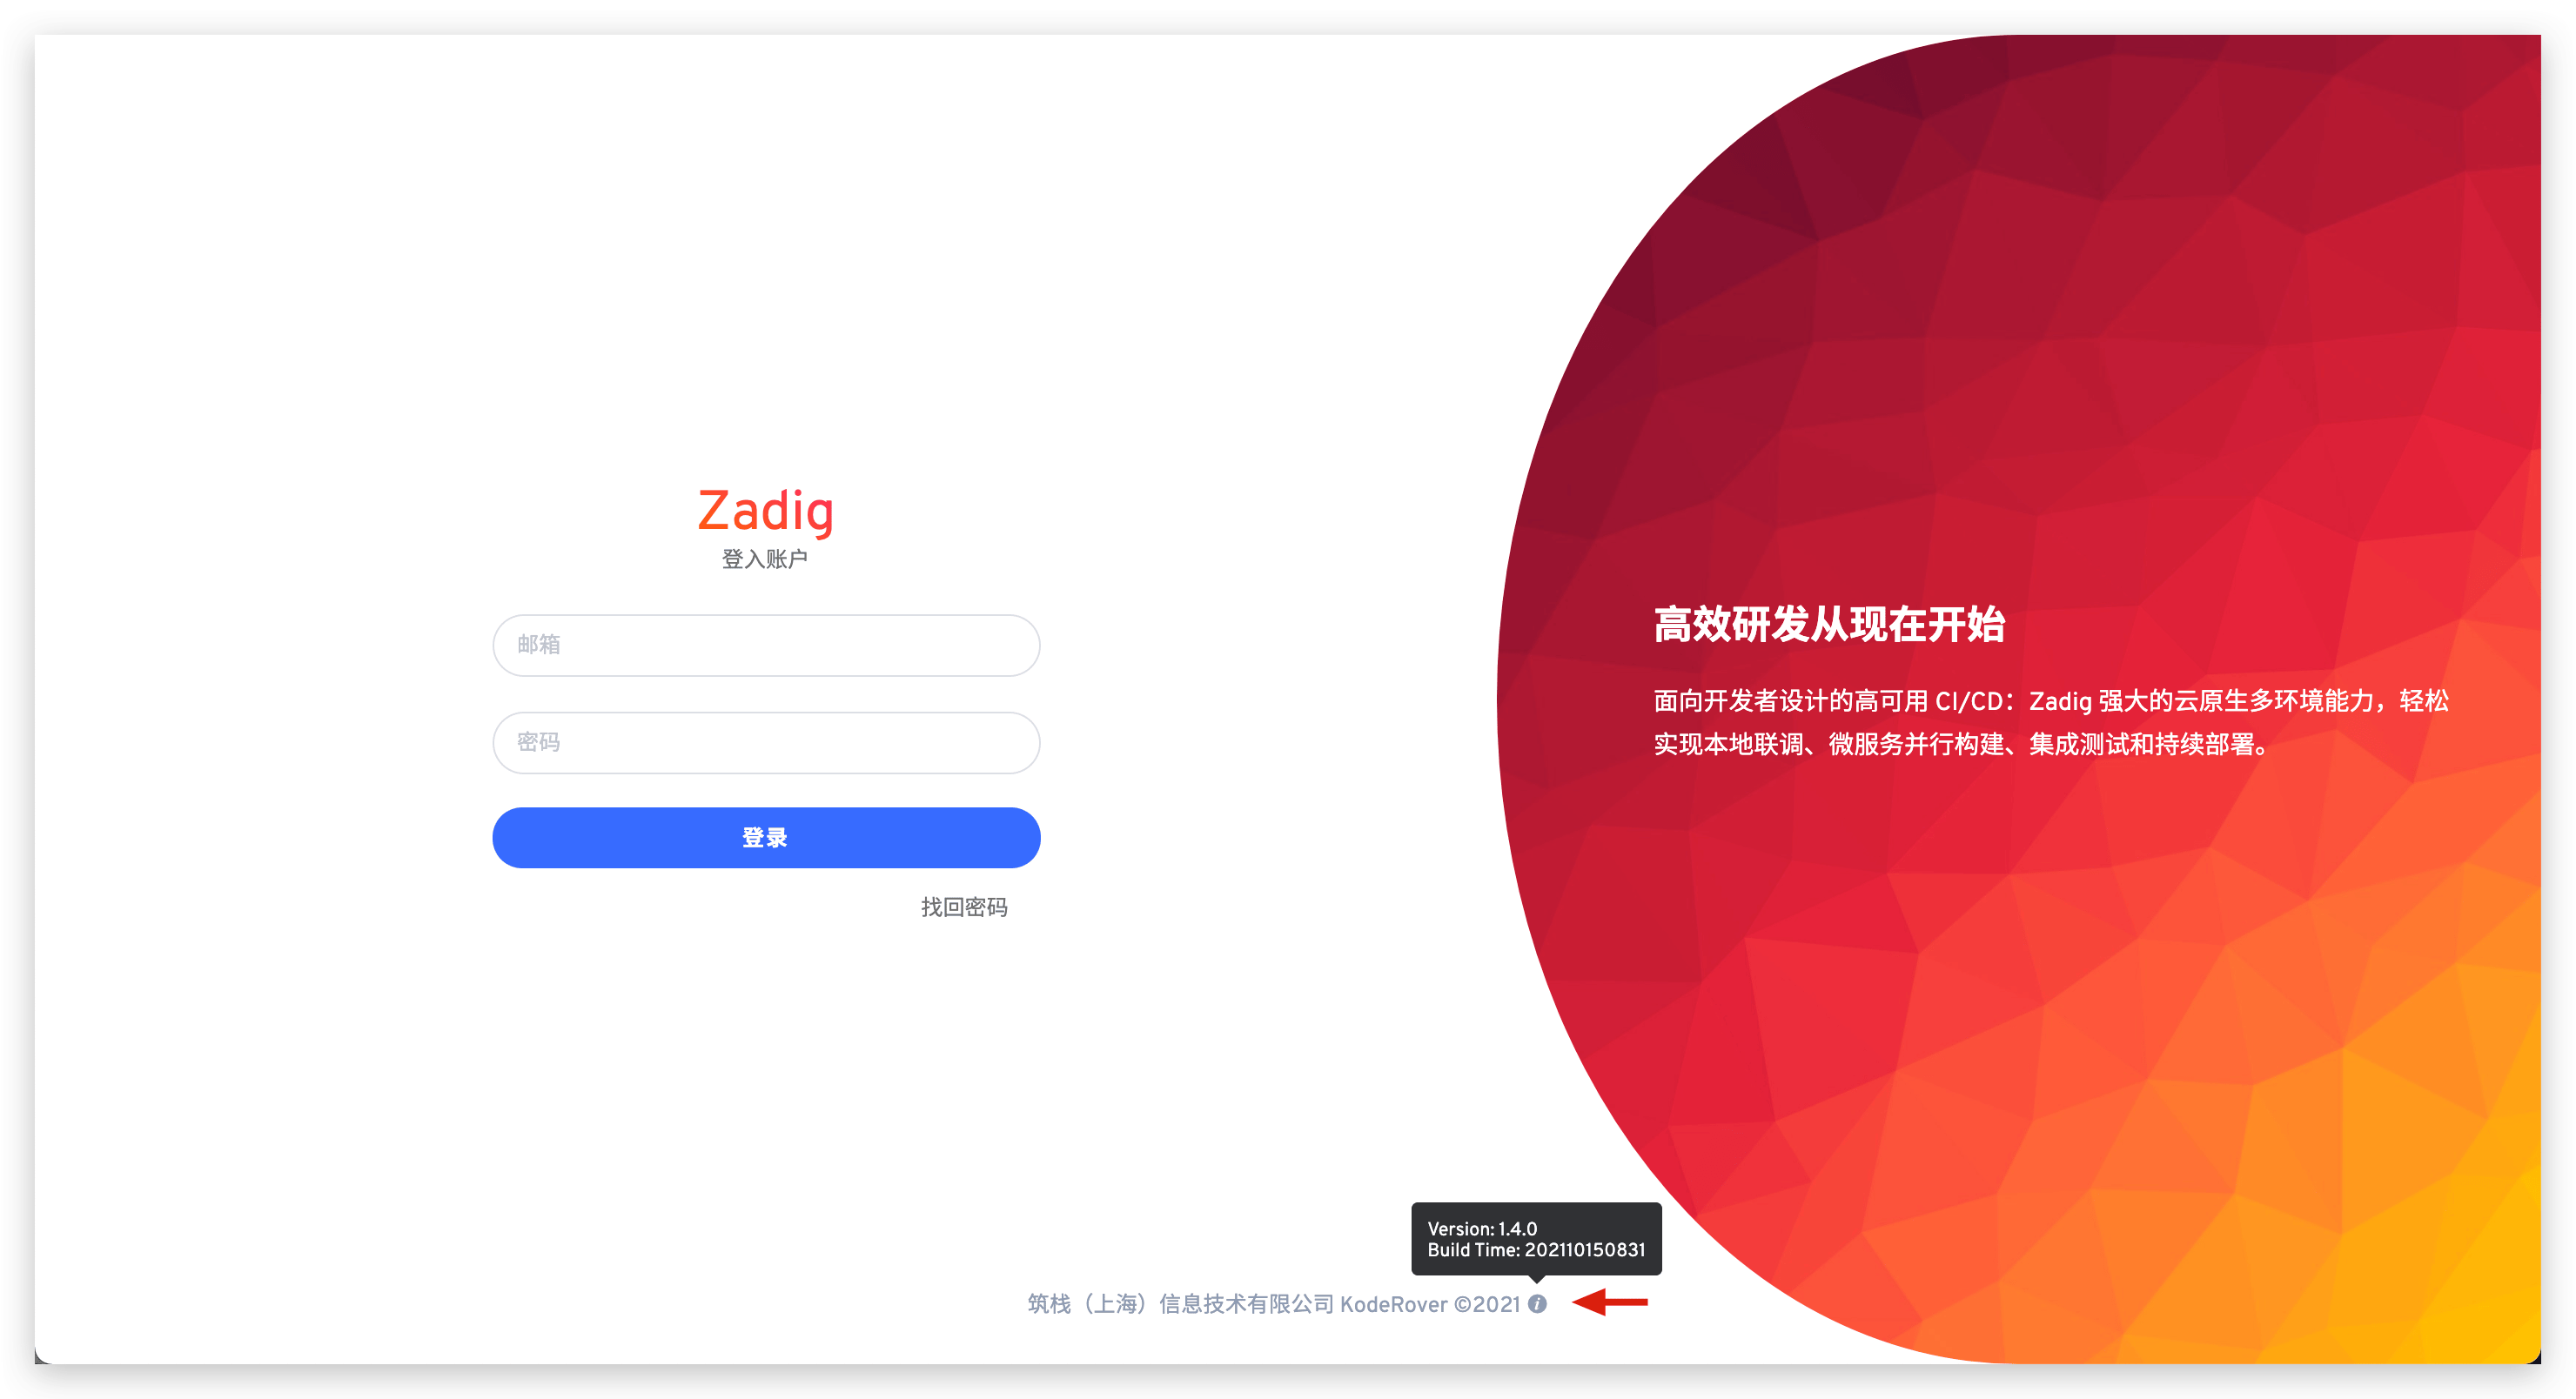 Zadig
登入账户
邮箱
密码
登录
找回密码
高效研发从现在开始
面向开发者设计的高可用 CI/CD：Zadig 强大的云原生多环境能力，轻松
实现本地联调、微服务并行构建、集成测试和持续部署。
Version: 1.4.0
Build Time: 202110150831
筑栈（上海）信息技术有限公司 KodeRover ©2021